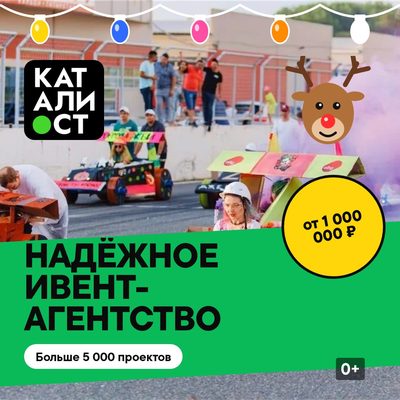 КАТ
АЛИ
ОСТ
от 1 000
000 ₽
НАДЁЖНОЕ
ИВЕНТ-
АГЕНТСТВО
Больше 5 000 проектов
0+